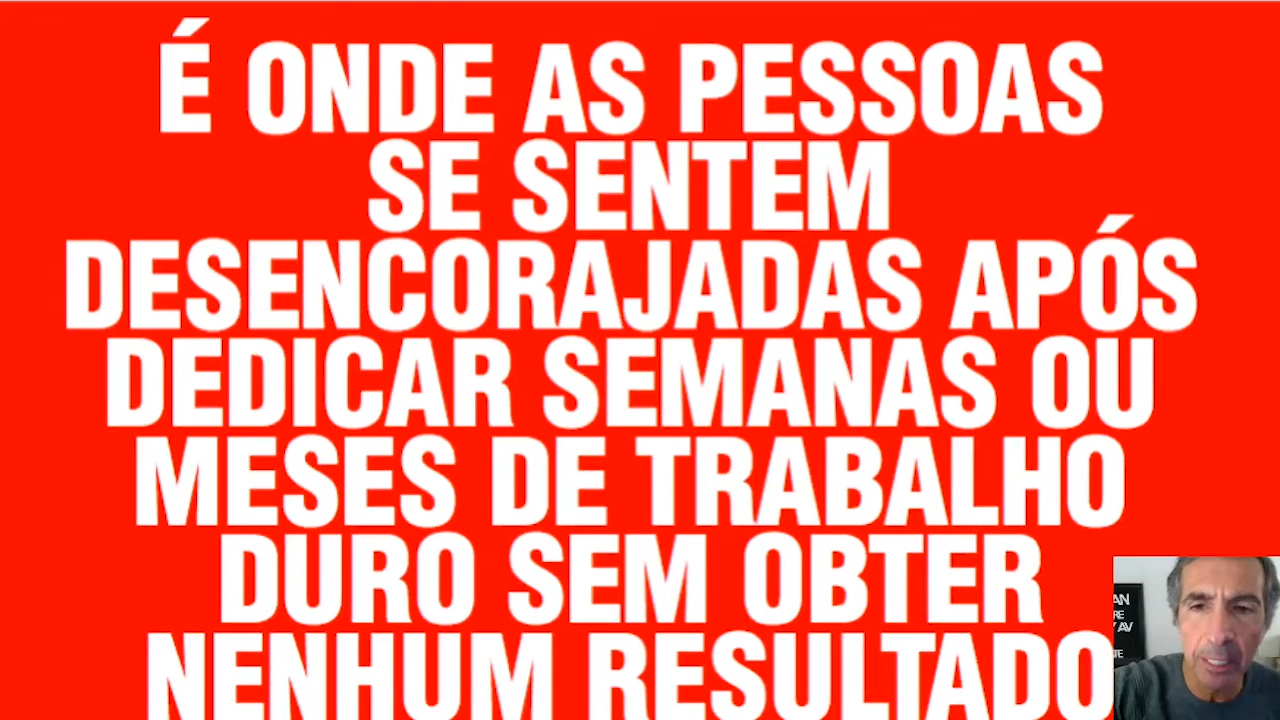 É ONDE AS PESSOAS
SE SENTEM
DESENCORAJADAS APÓS
DEDICAR SEMANAS OU
MESES DE TRABALHO
DURO SEM OBTER
NENHUM RESULTADO